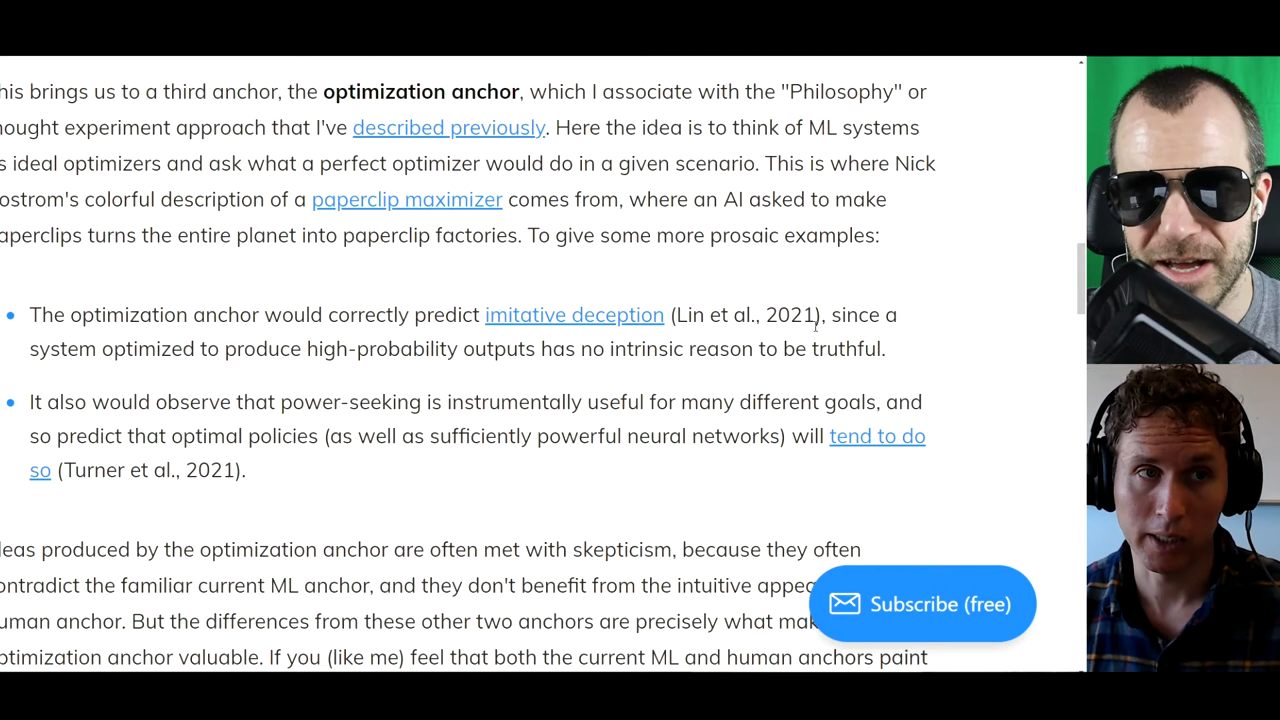 his brings us to a third anchor, the optimization anchor, which I associate with the "Philosophy" or
hought experiment approach that I've described previously. Here the idea is to think of ML systems
s ideal optimizers and ask what a perfect optimizer would do in a given scenario. This is where Nick
ostrom's colorful description of a paperclip maximizer comes from, where an AI asked to make
aperclips turns the entire planet into paperclip factories. To give some more prosaic examples:
The optimization anchor would correctly predict imitative deception (Lin et al., 2021), since a
system optimized to produce high-probability outputs has no intrinsic reason to be truthful.
It also would observe that power-seeking is instrumentally useful for many different goals, and
so predict that optimal policies (as well as sufficiently powerful neural networks) will tend to do
so (Turner et al., 2021).
deas produced by the optimization anchor are often met with skepticism, because they often
ontradict the familiar current ML anchor, and they don't benefit from the intuitive appea
uman anchor. But the differences from these other two anchors are precisely what mak
ptimization anchor valuable. If you (like me) feel that both the current ML and human anchors paint
Subscribe (free)